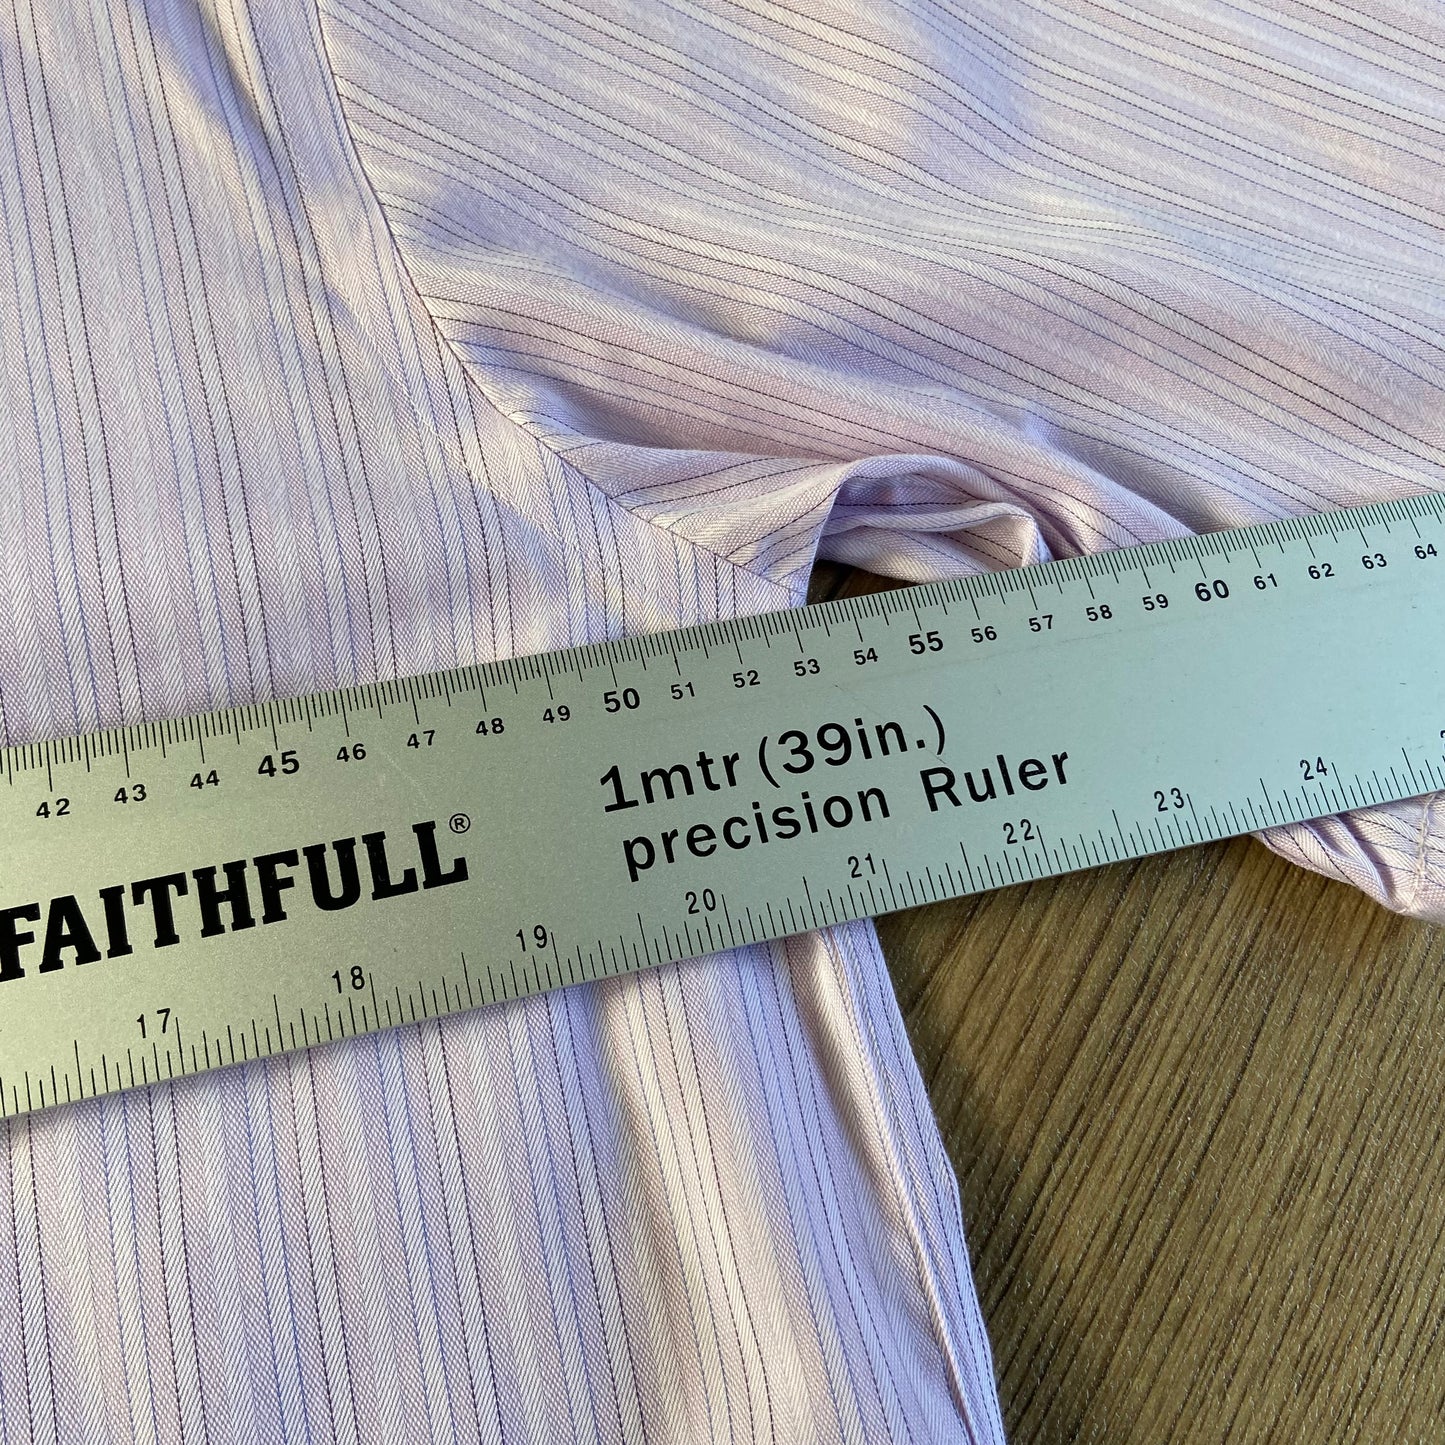 42 43 44 45 46 47 48 49 50 51 52 53 54 55 56 57 58 59 60 61 62 63 64
1mtr (39in.)
precision Ruler
FAITHFULL®
17 18 19 20 21 22 23 24